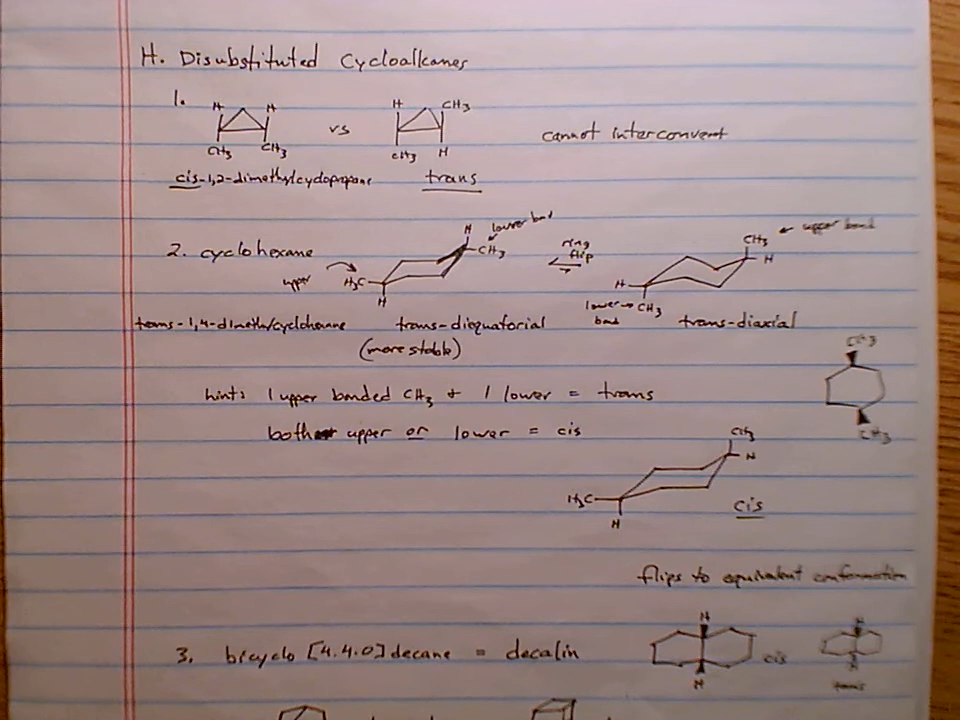 H. Disubstituted Cycloalkanes
1.
H H
CH3 CH3
vs
H CH3
CH3 H
cannot interconvert
cis-1,2-dimethylcyclopropane trans
2. cyclohexane
upper
H3C
H
H
CH3
lower bond
ring flip
CH3
H
upper bond
H
lower bond
CH3
trans-1,4-dimethylcyclohexane trans-diequatorial trans-diaxial
(more stable)
CH3
CH3
hint: 1 upper bonded CH3 + 1 lower = trans
both upper or lower = cis
CH3
H
H3C
H
cis
flips to equivalent conformation
3. bicyclo [4.4.0] decane = decalin
H
H
cis
H
H
trans